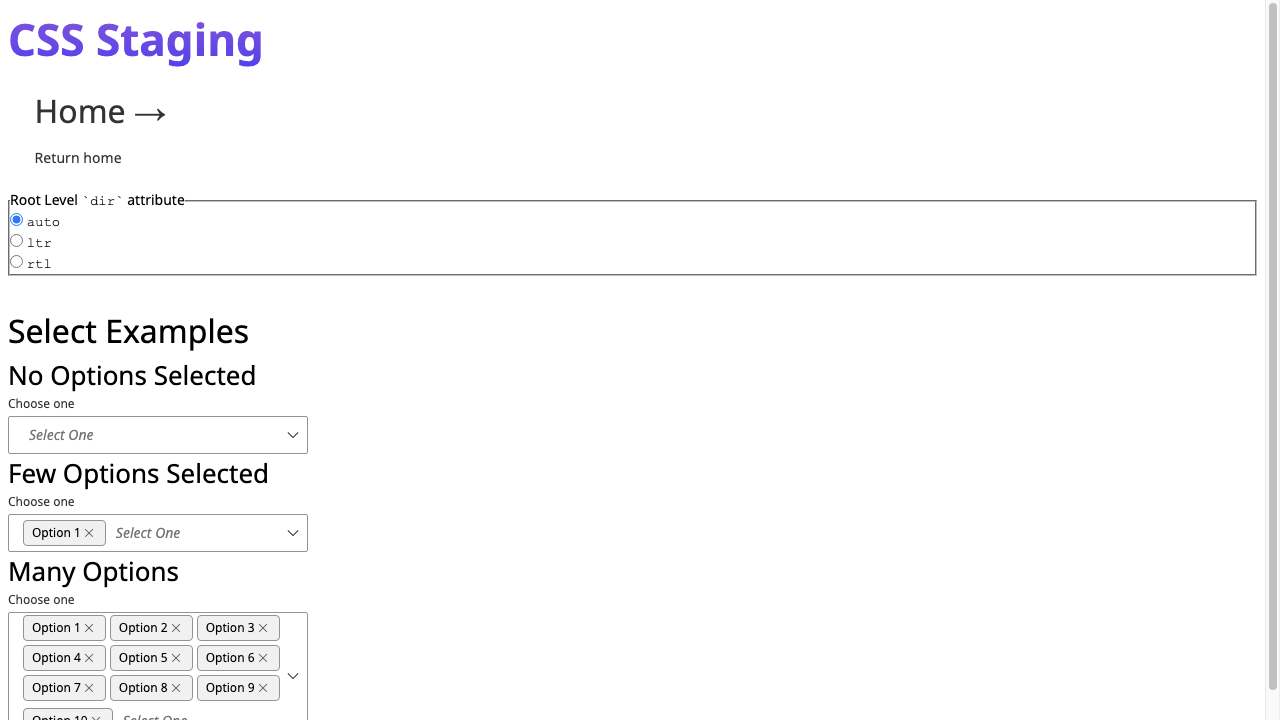 CSS Staging
Home →
Return home
Root Level `dir` attribute
auto
ltr
rtl
Select Examples
No Options Selected
Choose one
Select One
Few Options Selected
Choose one
Option 1 Select One
Many Options
Choose one
Option 1 Option 2 Option 3
Option 4 Option 5 Option 6
Option 7 Option 8 Option 9
Option 10 Select One